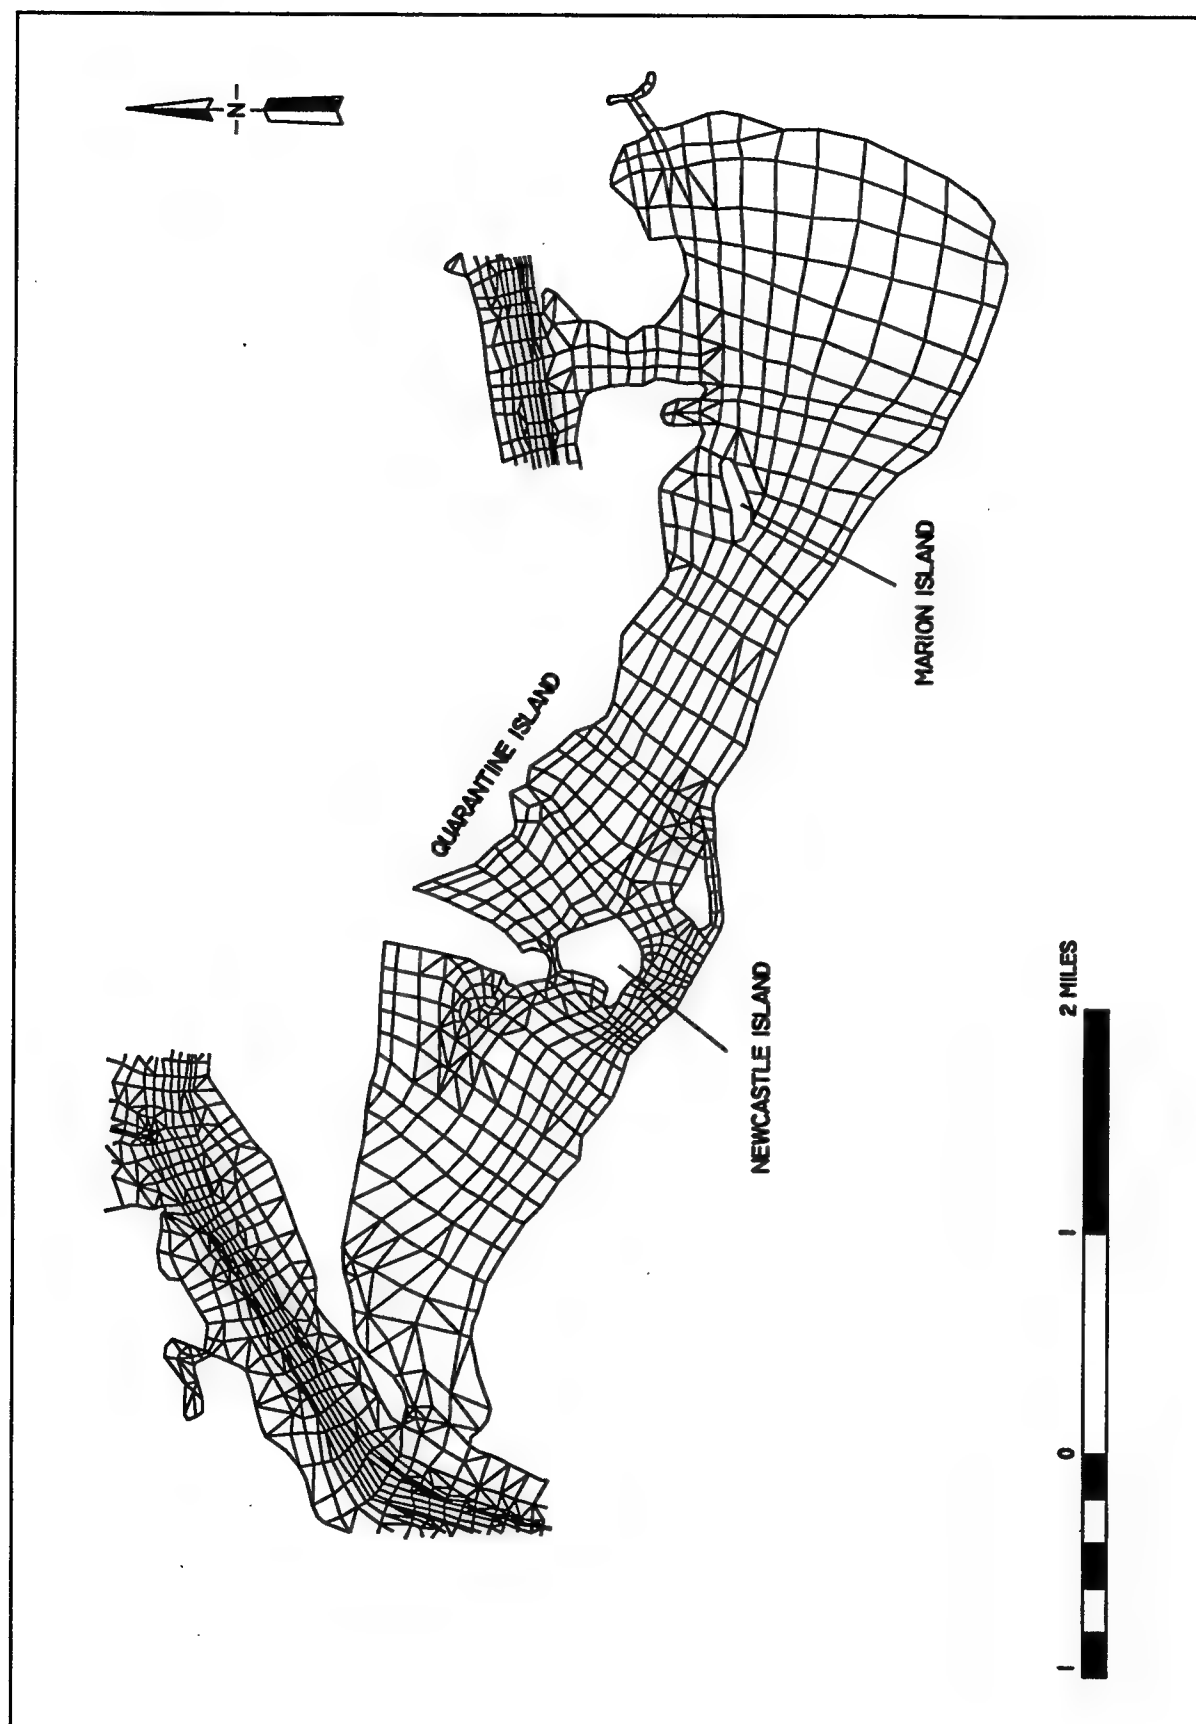 -N-
QUARANTINE ISLAND
MARION ISLAND
NEWCASTLE ISLAND
1 0 1 2 MILES